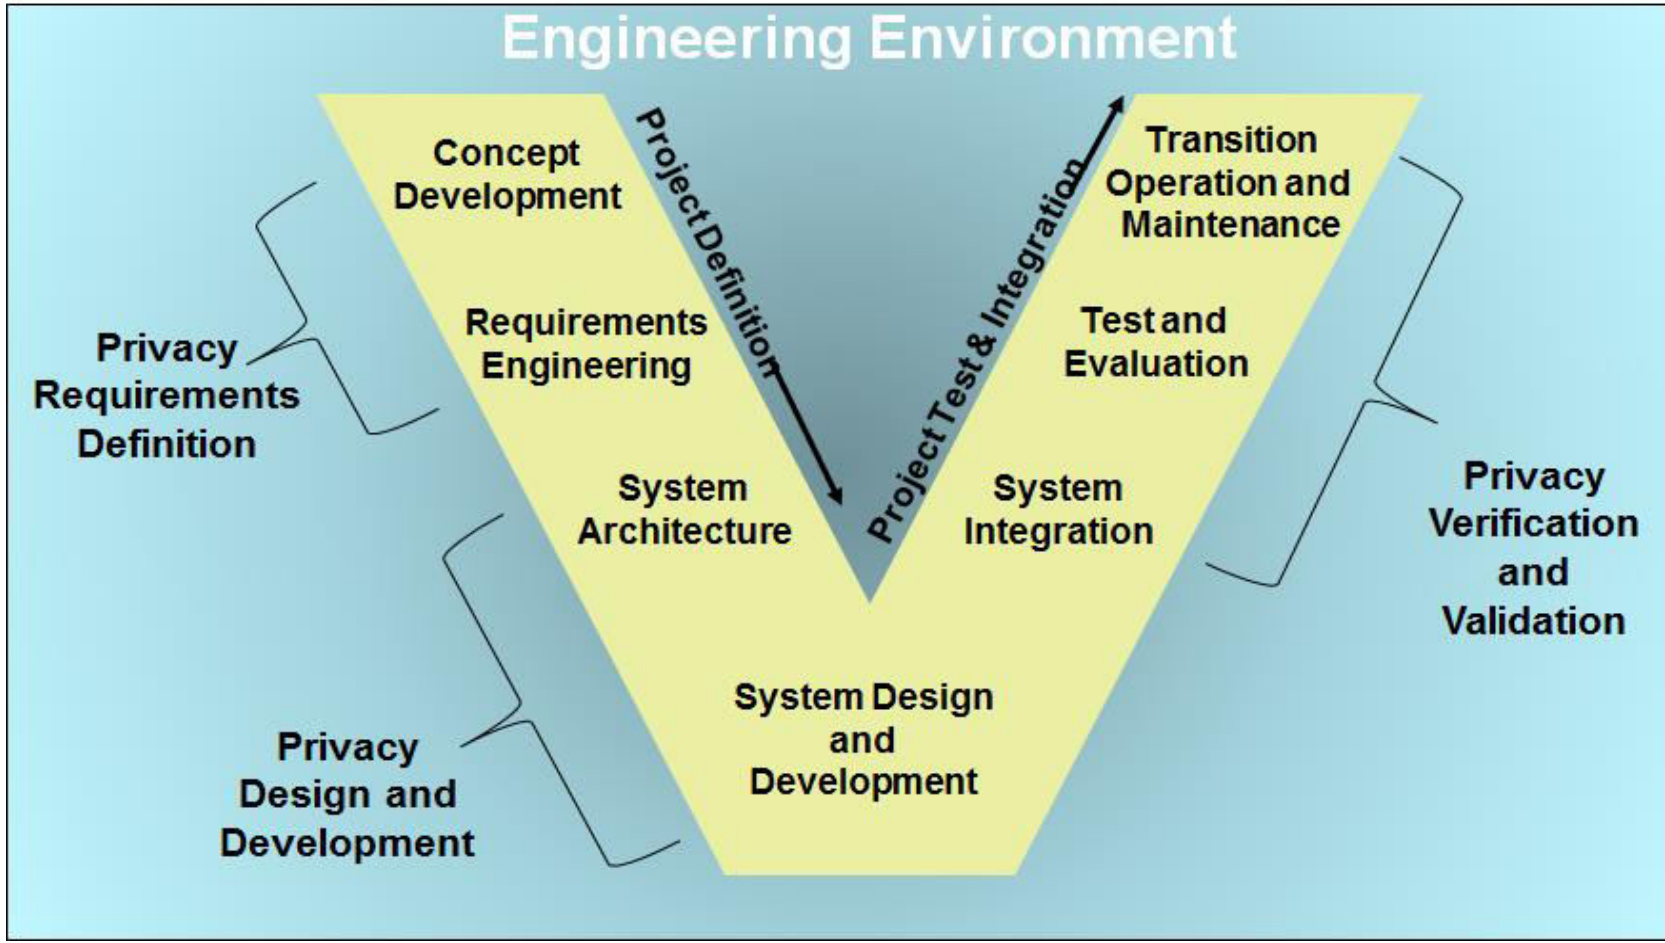 Engineering Environment
Concept
Development
Requirements
Engineering
System
Architecture
System Design
and
Development
System
Integration
Test and
Evaluation
Transition
Operation and
Maintenance
Project Definition
Project Test & Integration
Privacy
Requirements
Definition
Privacy
Design and
Development
Privacy
Verification
and
Validation